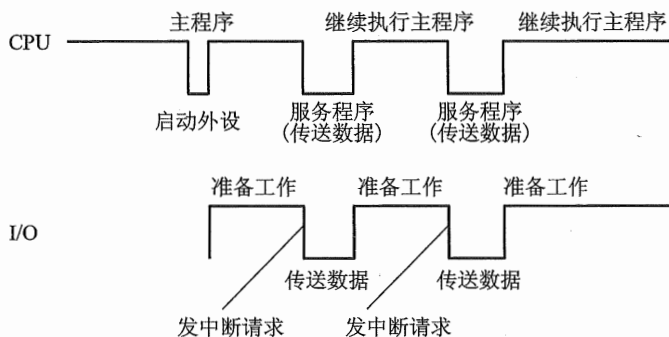 主程序 继续执行主程序 继续执行主程序
CPU
启动外设
服务程序 服务程序
(传送数据) (传送数据)
准备工作 准备工作 准备工作
I/O
传送数据 传送数据
发中断请求 发中断请求